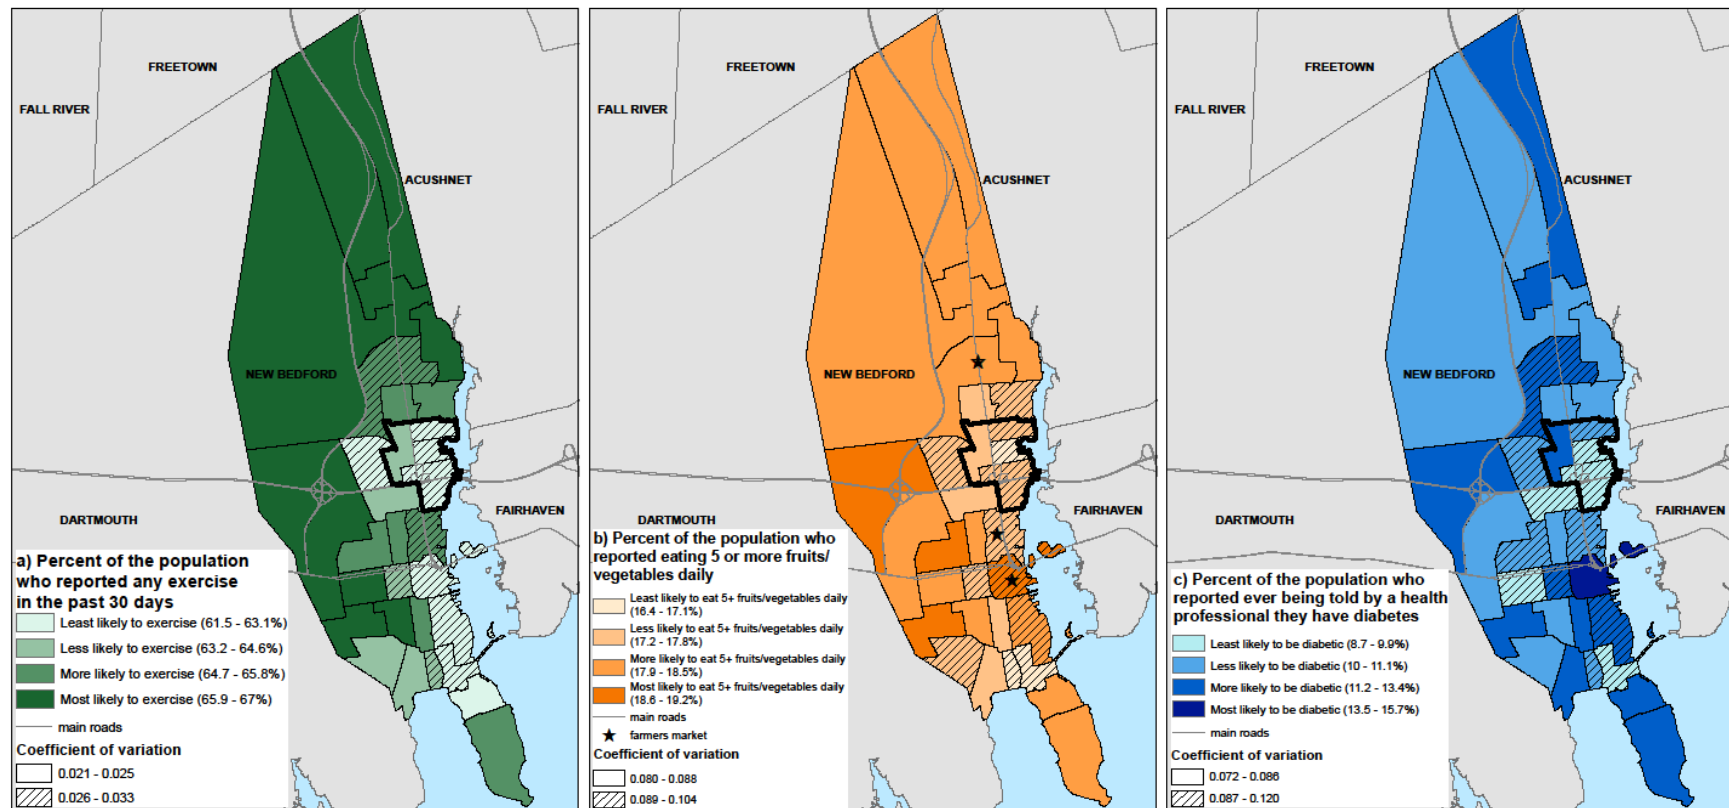 FREETOWN
FALL RIVER
ACUSHNET
NEW BEDFORD
DARTMOUTH
FAIRHAVEN
a) Percent of the population
who reported any exercise
in the past 30 days
Least likely to exercise (61.5 - 63.1%)
Less likely to exercise (63.2 - 64.6%)
More likely to exercise (64.7 - 65.8%)
Most likely to exercise (65.9 - 67%)
main roads
Coefficient of variation
0.021 - 0.025
0.026 - 0.033
FREETOWN
FALL RIVER
ACUSHNET
NEW BEDFORD
DARTMOUTH
FAIRHAVEN
b) Percent of the population who
reported eating 5 or more fruits/
vegetables daily
Least likely to eat 5+ fruits/vegetables daily
(16.4 - 17.1%)
Less likely to eat 5+ fruits/vegetables daily
(17.2 - 17.8%)
More likely to eat 5+ fruits/vegetables daily
(17.9 - 18.5%)
Most likely to eat 5+ fruits/vegetables daily
(18.6 - 19.2%)
main roads
farmers market
Coefficient of variation
0.080 - 0.088
0.089 - 0.104
FREETOWN
FALL RIVER
ACUSHNET
NEW BEDFORD
DARTMOUTH
FAIRHAVEN
c) Percent of the population who
reported ever being told by a health
professional they have diabetes
Least likely to be diabetic (8.7 - 9.9%)
Less likely to be diabetic (10 - 11.1%)
More likely to be diabetic (11.2 - 13.4%)
Most likely to be diabetic (13.5 - 15.7%)
main roads
Coefficient of variation
0.072 - 0.086
0.087 - 0.120